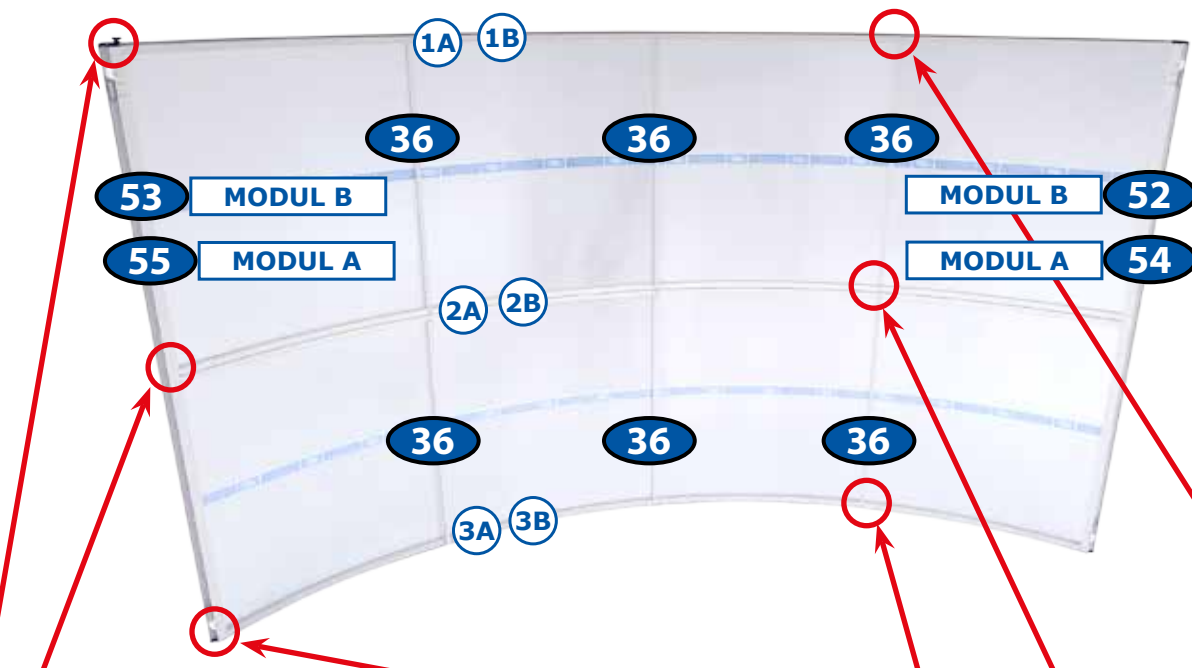 1A 1B
36 36 36
53 MODUL B MODUL B 52
55 MODUL A MODUL A 54
2A 2B
36 36 36
3A 3B